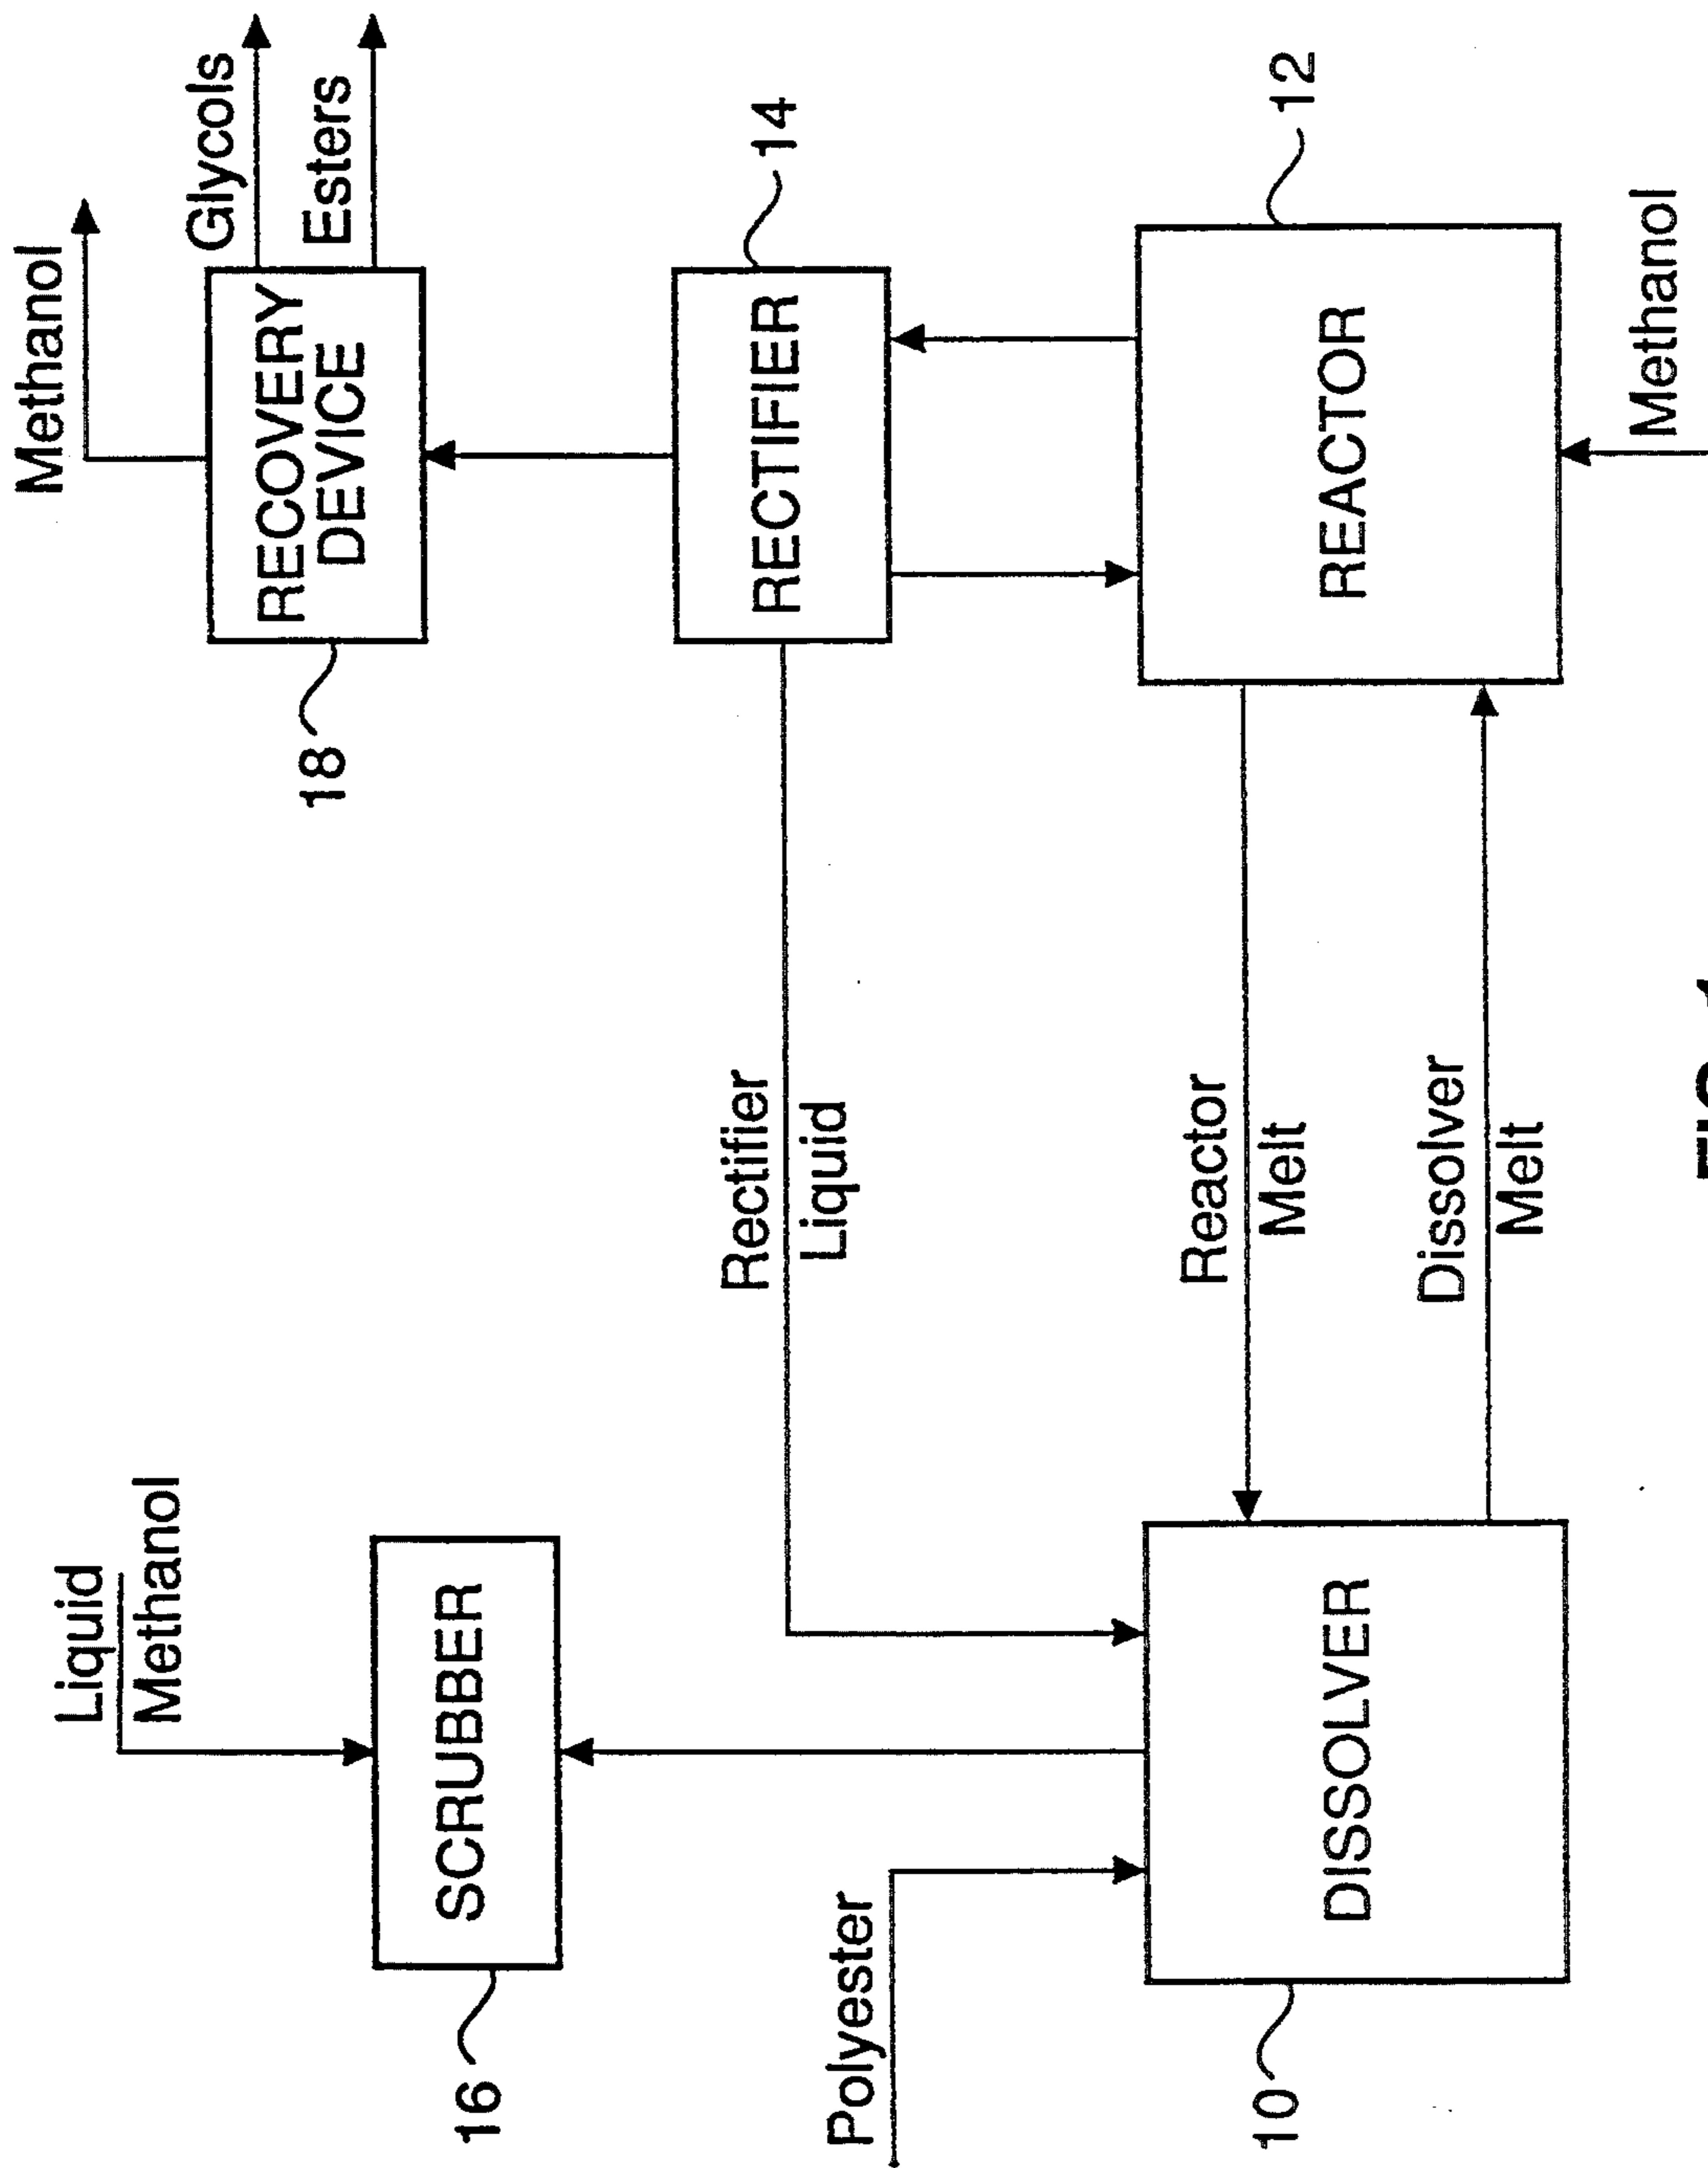 Liquid
Methanol
Methanol
Glycols
Esters
RECOVERY
DEVICE
18
SCRUBBER
16
Rectifier
Liquid
RECTIFIER
14
Polyester
Reactor
Melt
Dissolver
Melt
DISSOLVER
10
REACTOR
12
Methanol